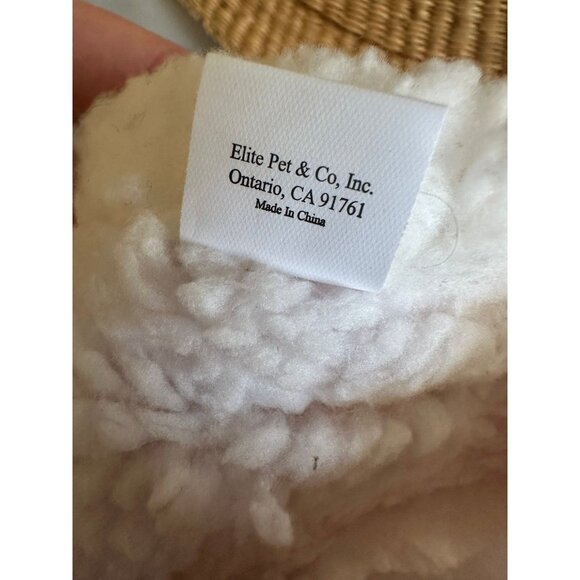 Elite Pet & Co, Inc.
Ontario, CA 91761
Made In China